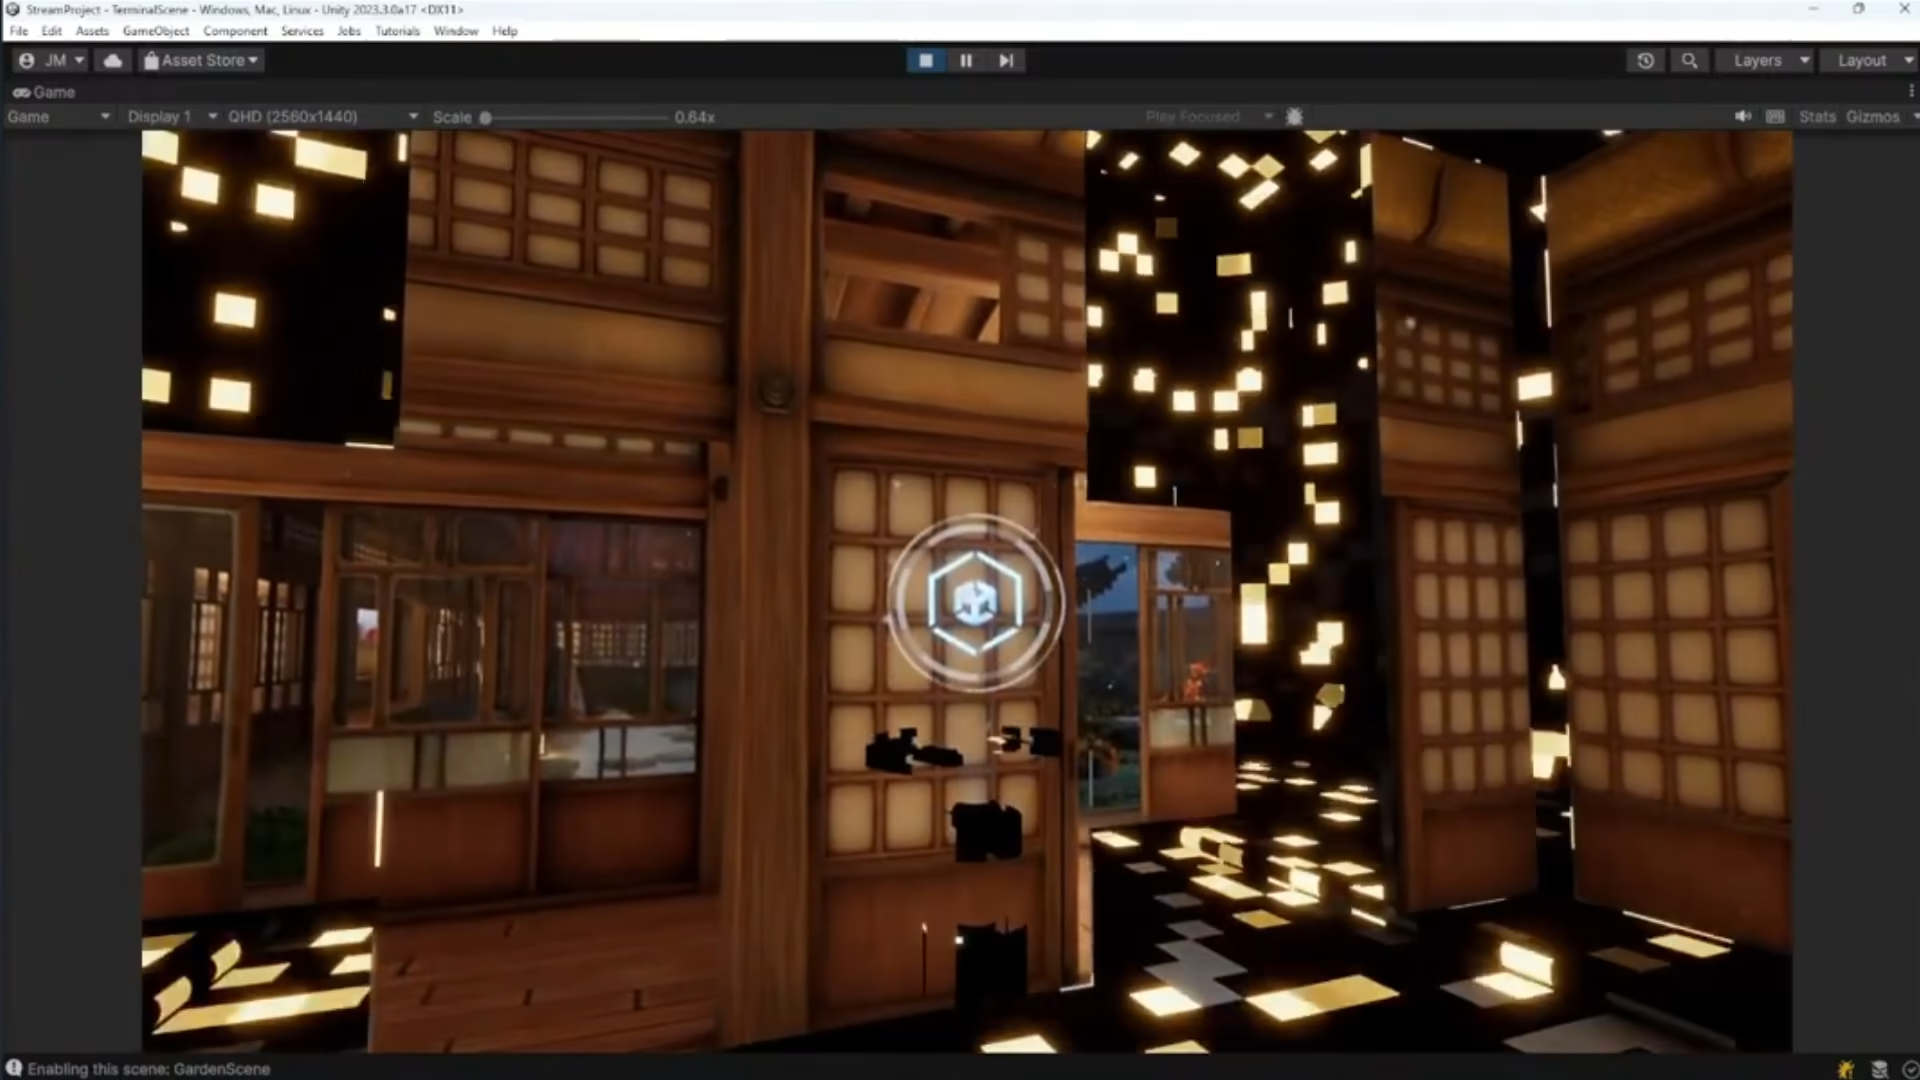 StreamProject - TerminalScene - Windows, Mac, Linux - Unity 2023.3.0a17 <DX11>
File Edit Assets GameObject Component Services Jobs Tutorials Window Help
JM Asset Store Layers Layout
Game
Game Display 1 QHD (2560x1440) Scale 0.64x Play Focused Stats Gizmos
Enabling this scene: GardenScene